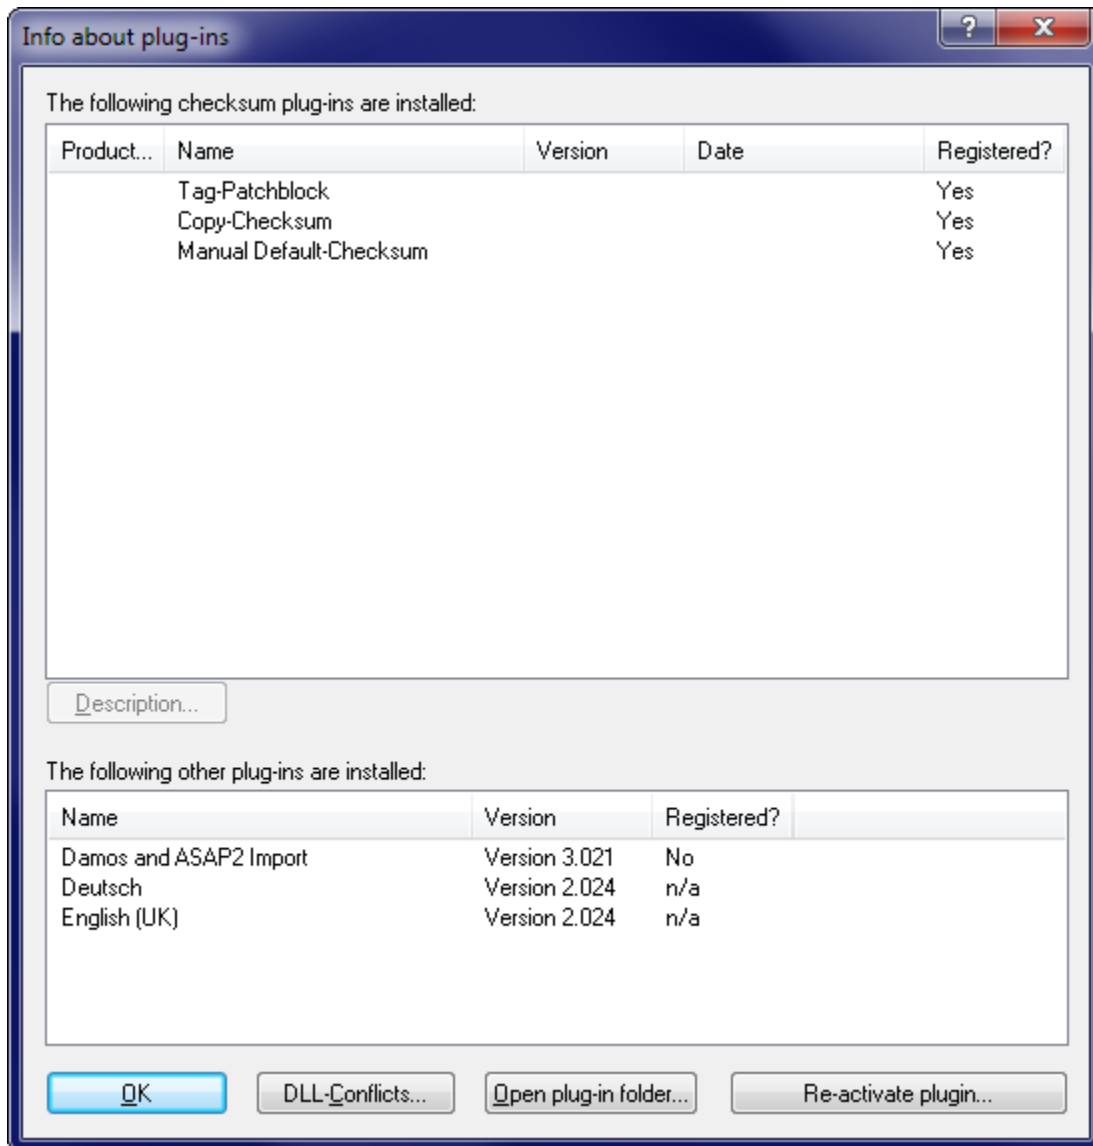 Info about plug-ins
The following checksum plug-ins are installed:
Product... Name Version Date Registered?
Tag-Patchblock Yes
Copy-Checksum Yes
Manual Default-Checksum Yes
Description...
The following other plug-ins are installed:
Name Version Registered?
Damos and ASAP2 Import Version 3.021 No
Deutsch Version 2.024 n/a
English (UK) Version 2.024 n/a
OK DLL-Conflicts... Open plug-in folder... Re-activate plugin...